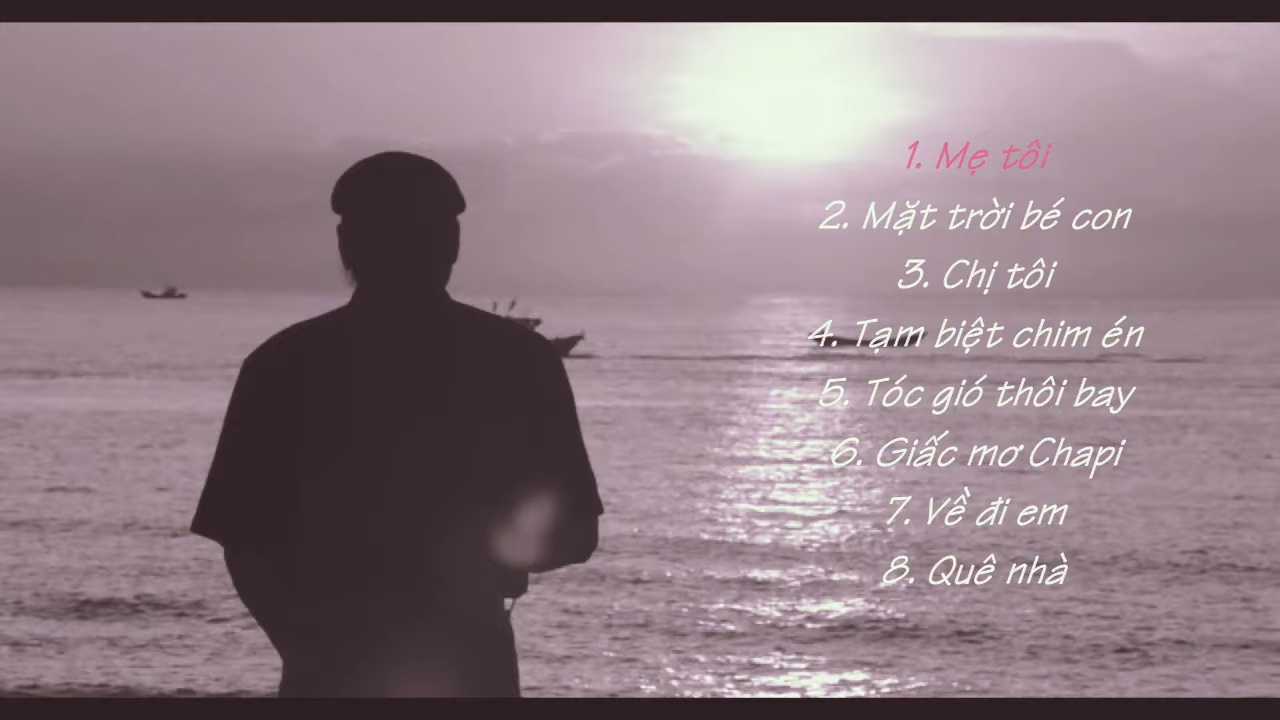 1. Mẹ tôi
2. Mặt trời bé con
3. Chị tôi
4. Tạm biệt chim én
5. Tóc gió thôi bay
6. Giấc mơ Chapi
7. Về đi em
8. Quê nhà